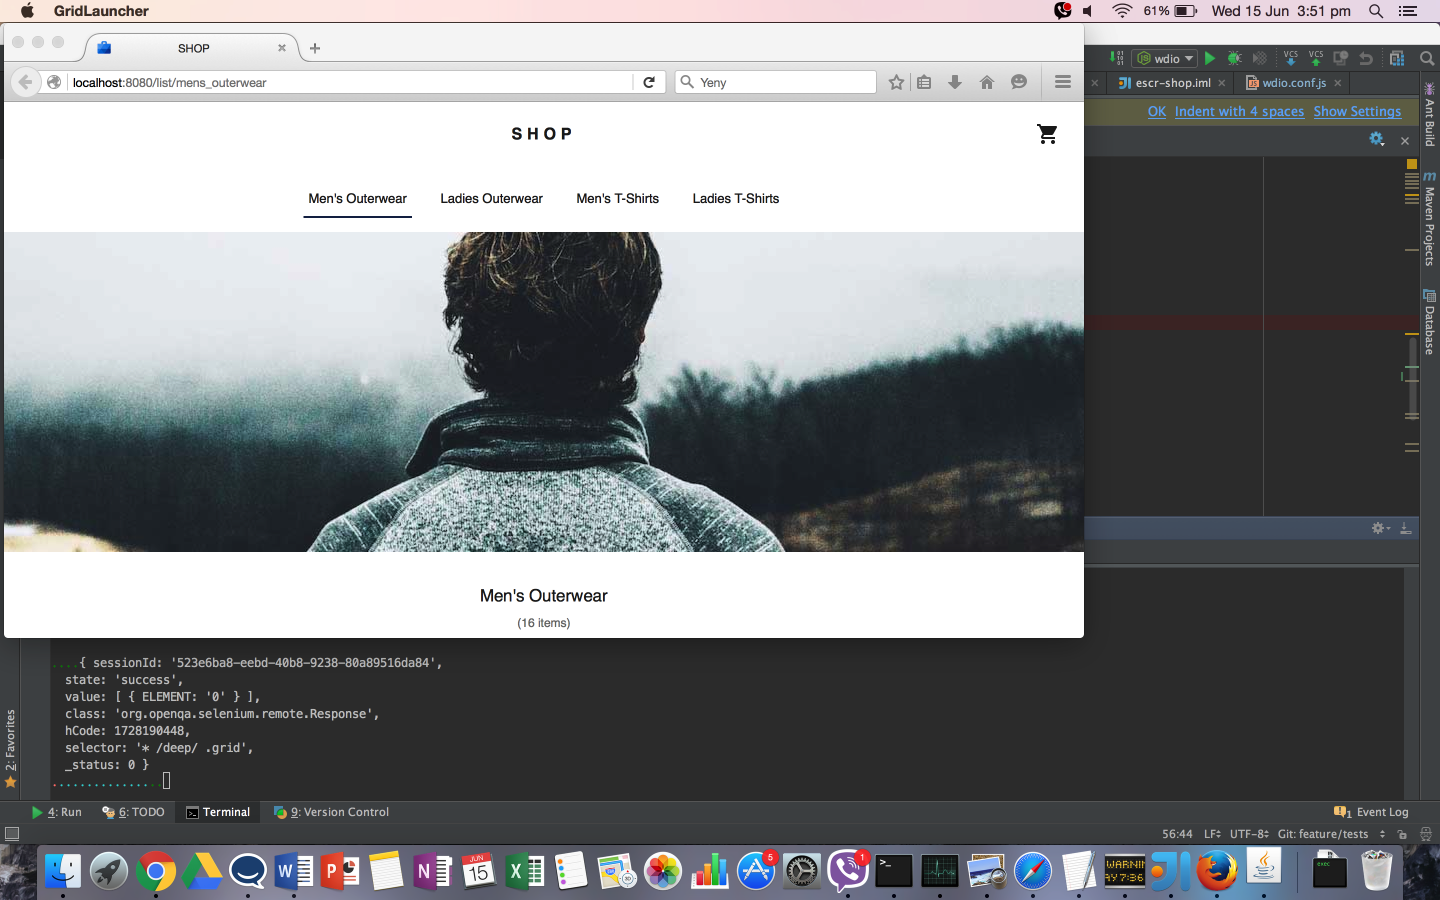 GridLauncher
61%
Wed 15 Jun 3:51 pm
SHOP
localhost:8080/list/mens_outerwear
Yeny
wdio
VCS
VCS
escr-shop.iml
wdio.conf.js
OK Indent with 4 spaces Show Settings
SHOP
Men's Outerwear
Ladies Outerwear
Men's T-Shirts
Ladies T-Shirts
Men's Outerwear
(16 items)
Ant Build
Maven Projects
Database
....{ sessionId: '523e6ba8-eebd-40b8-9238-80a89516da84',
state: 'success',
value: [ { ELEMENT: '0' } ],
class: 'org.openqa.selenium.remote.Response',
hCode: 1728190448,
selector: '* /deep/ .grid',
_status: 0 }
2: Favorites
4: Run
6: TODO
Terminal
9: Version Control
1 Event Log
56:44
LF
UTF-8
Git: feature/tests
JUN
15
5
1
WARNIN
AY 7:36
exec